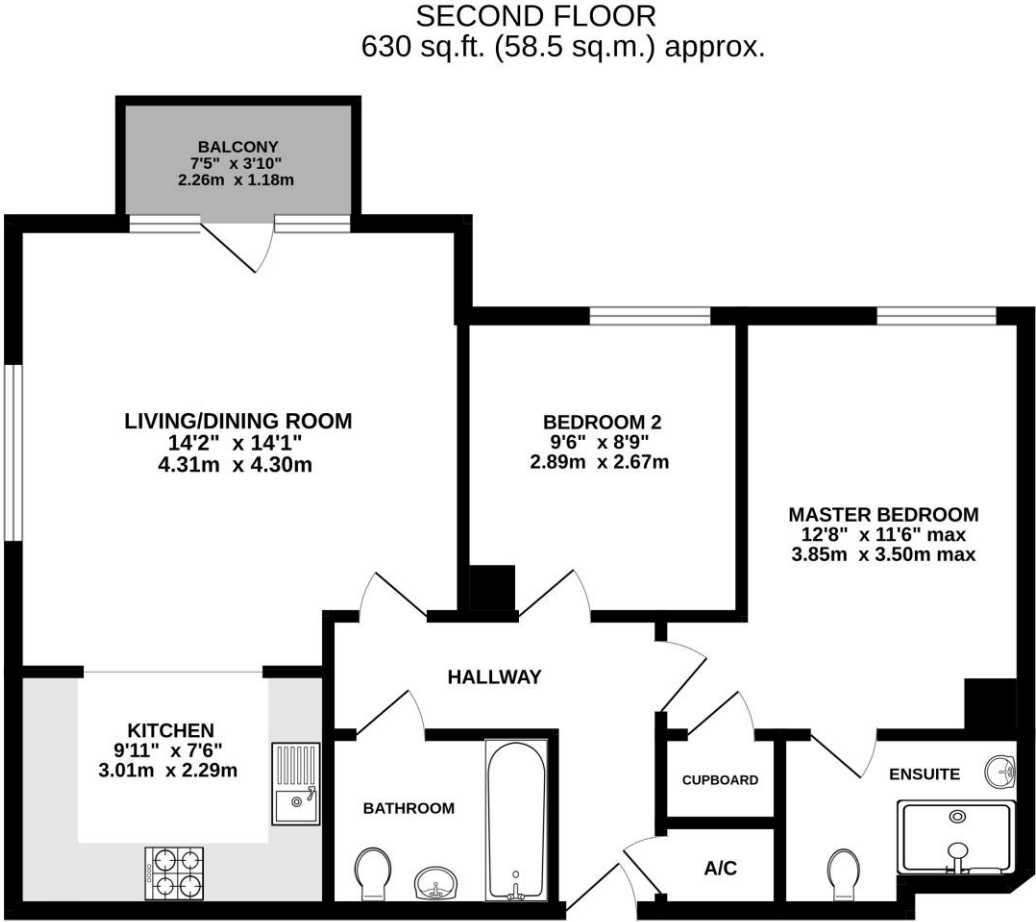 SECOND FLOOR
630 sq.ft. (58.5 sq.m.) approx.
BALCONY
7'5" x 3'10"
2.26m x 1.18m
LIVING/DINING ROOM
14'2" x 14'1"
4.31m x 4.30m
BEDROOM 2
9'6" x 8'9"
2.89m x 2.67m
MASTER BEDROOM
12'8" x 11'6" max
3.85m x 3.50m max
HALLWAY
KITCHEN
9'11" x 7'6"
3.01m x 2.29m
BATHROOM
CUPBOARD
ENSUITE
A/C